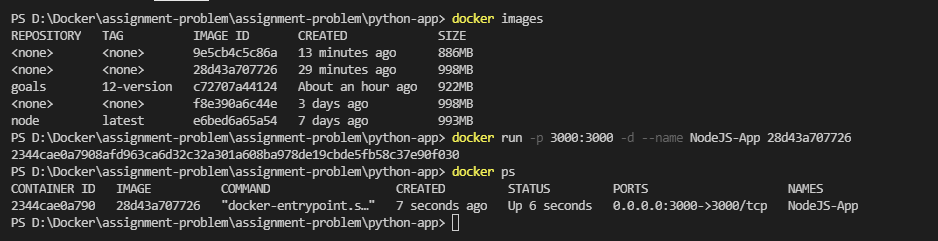 PS D:\Docker\assignment-problem\assignment-problem\python-app> docker images
REPOSITORY   TAG          IMAGE ID       CREATED             SIZE
<none>       <none>       9e5cb4c5c86a   13 minutes ago      886MB
<none>       <none>       28d43a707726   29 minutes ago      998MB
goals        12-version   c72707a44124   About an hour ago   922MB
<none>       <none>       f8e390a6c44e   3 days ago          998MB
node         latest       e6bed6a65a54   7 days ago          993MB
PS D:\Docker\assignment-problem\assignment-problem\python-app> docker run -p 3000:3000 -d --name NodeJS-App 28d43a707726
2344cae0a7908afd963ca6d32c32a301a608ba978de19cbde5fb58c37e90f030
PS D:\Docker\assignment-problem\assignment-problem\python-app> docker ps
CONTAINER ID   IMAGE          COMMAND                  CREATED         STATUS         PORTS                    NAMES
2344cae0a790   28d43a707726   "docker-entrypoint.s…"   7 seconds ago   Up 6 seconds   0.0.0.0:3000->3000/tcp   NodeJS-App
PS D:\Docker\assignment-problem\assignment-problem\python-app>